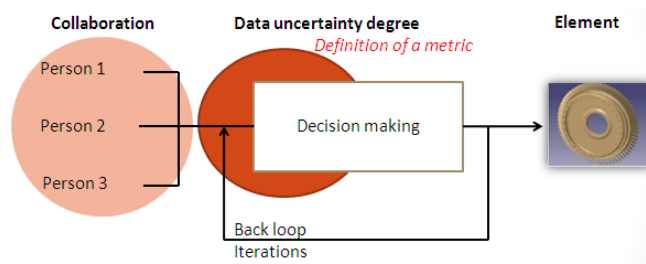 Collaboration
Data uncertainty degree
Element
Definition of a metric
Person 1
Person 2
Person 3
Decision making
Back loop
Iterations